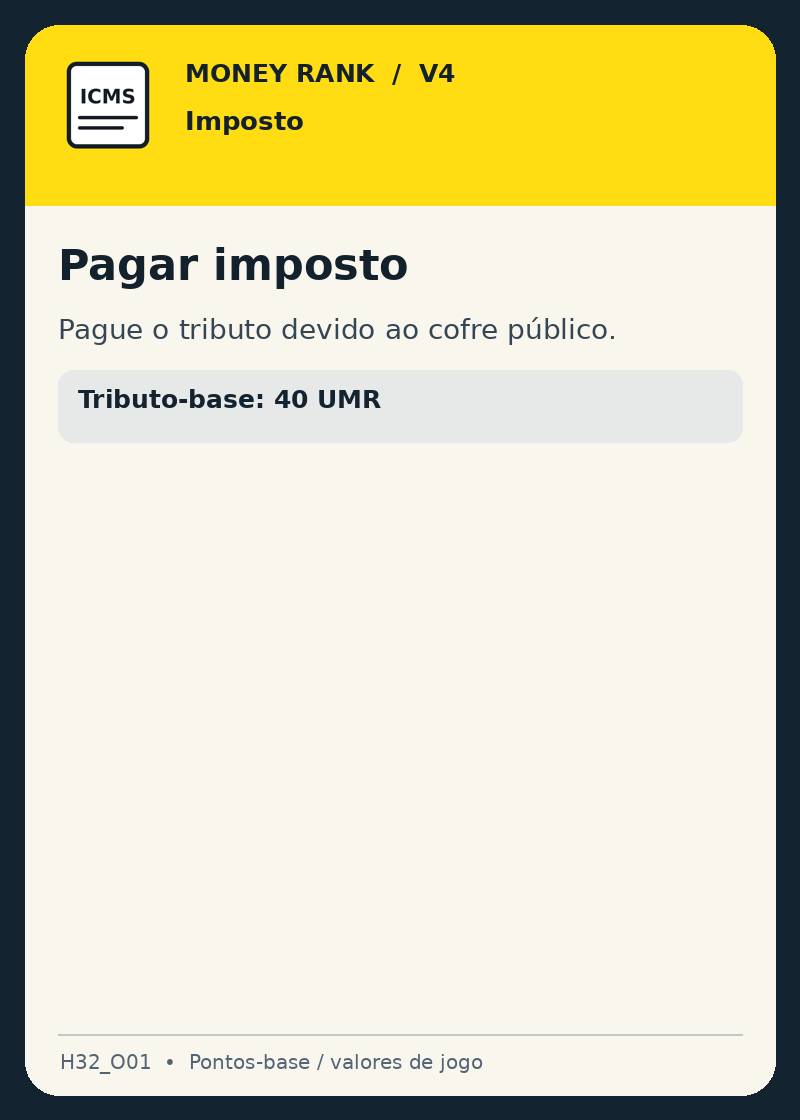 ICMS
MONEY RANK / V4
Imposto
Pagar imposto
Pague o tributo devido ao cofre público.
Tributo-base: 40 UMR
H32_O01 • Pontos-base / valores de jogo